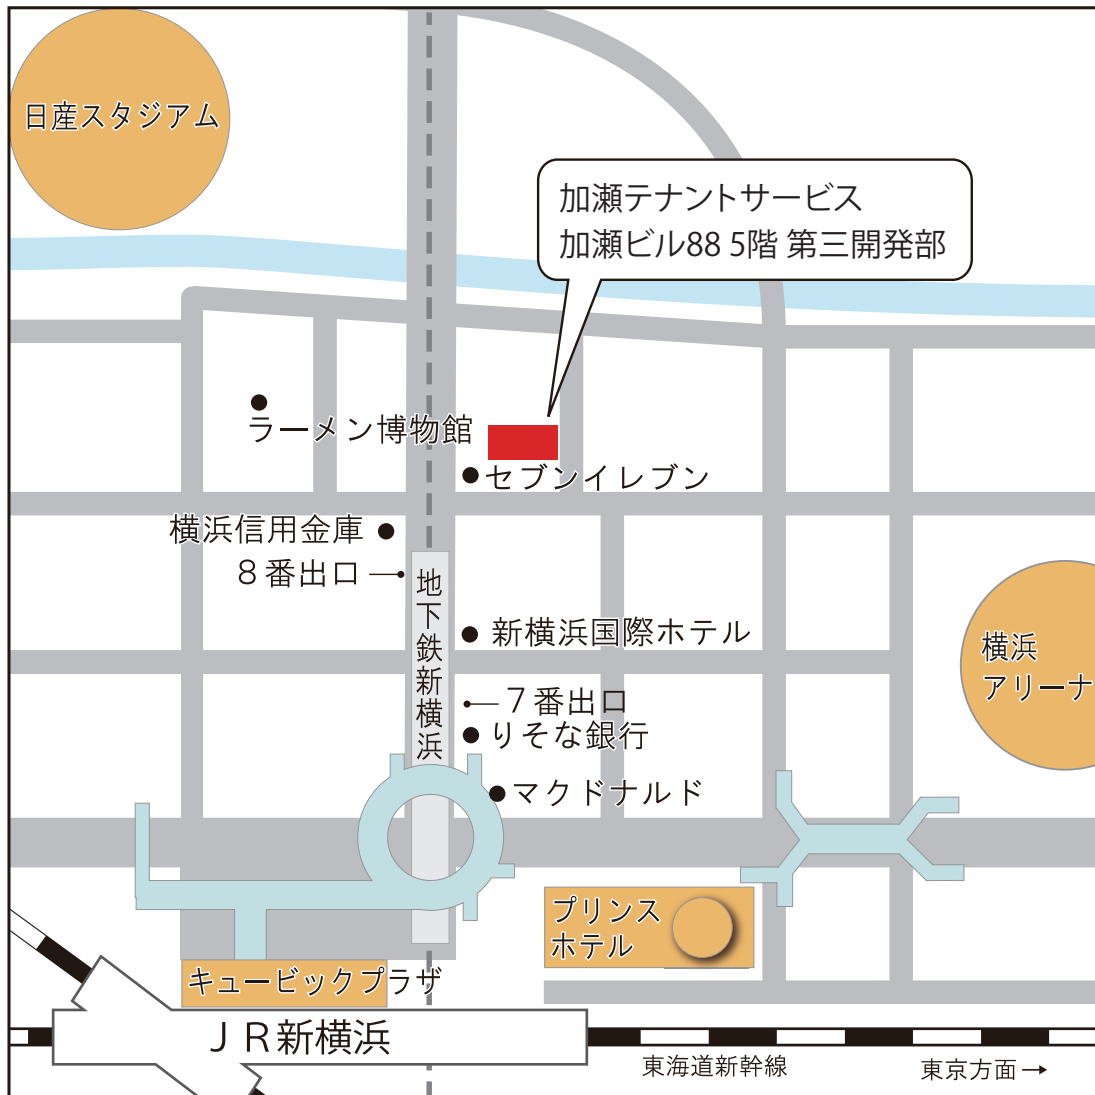 日産スタジアム
加瀬テナントサービス
加瀬ビル88 5階 第三開発部
ラーメン博物館
セブンイレブン
横浜信用金庫
８番出口
地下鉄新横浜
新横浜国際ホテル
横浜
アリーナ
７番出口
りそな銀行
マクドナルド
プリンス
ホテル
キュービックプラザ
ＪＲ新横浜
東海道新幹線
東京方面→